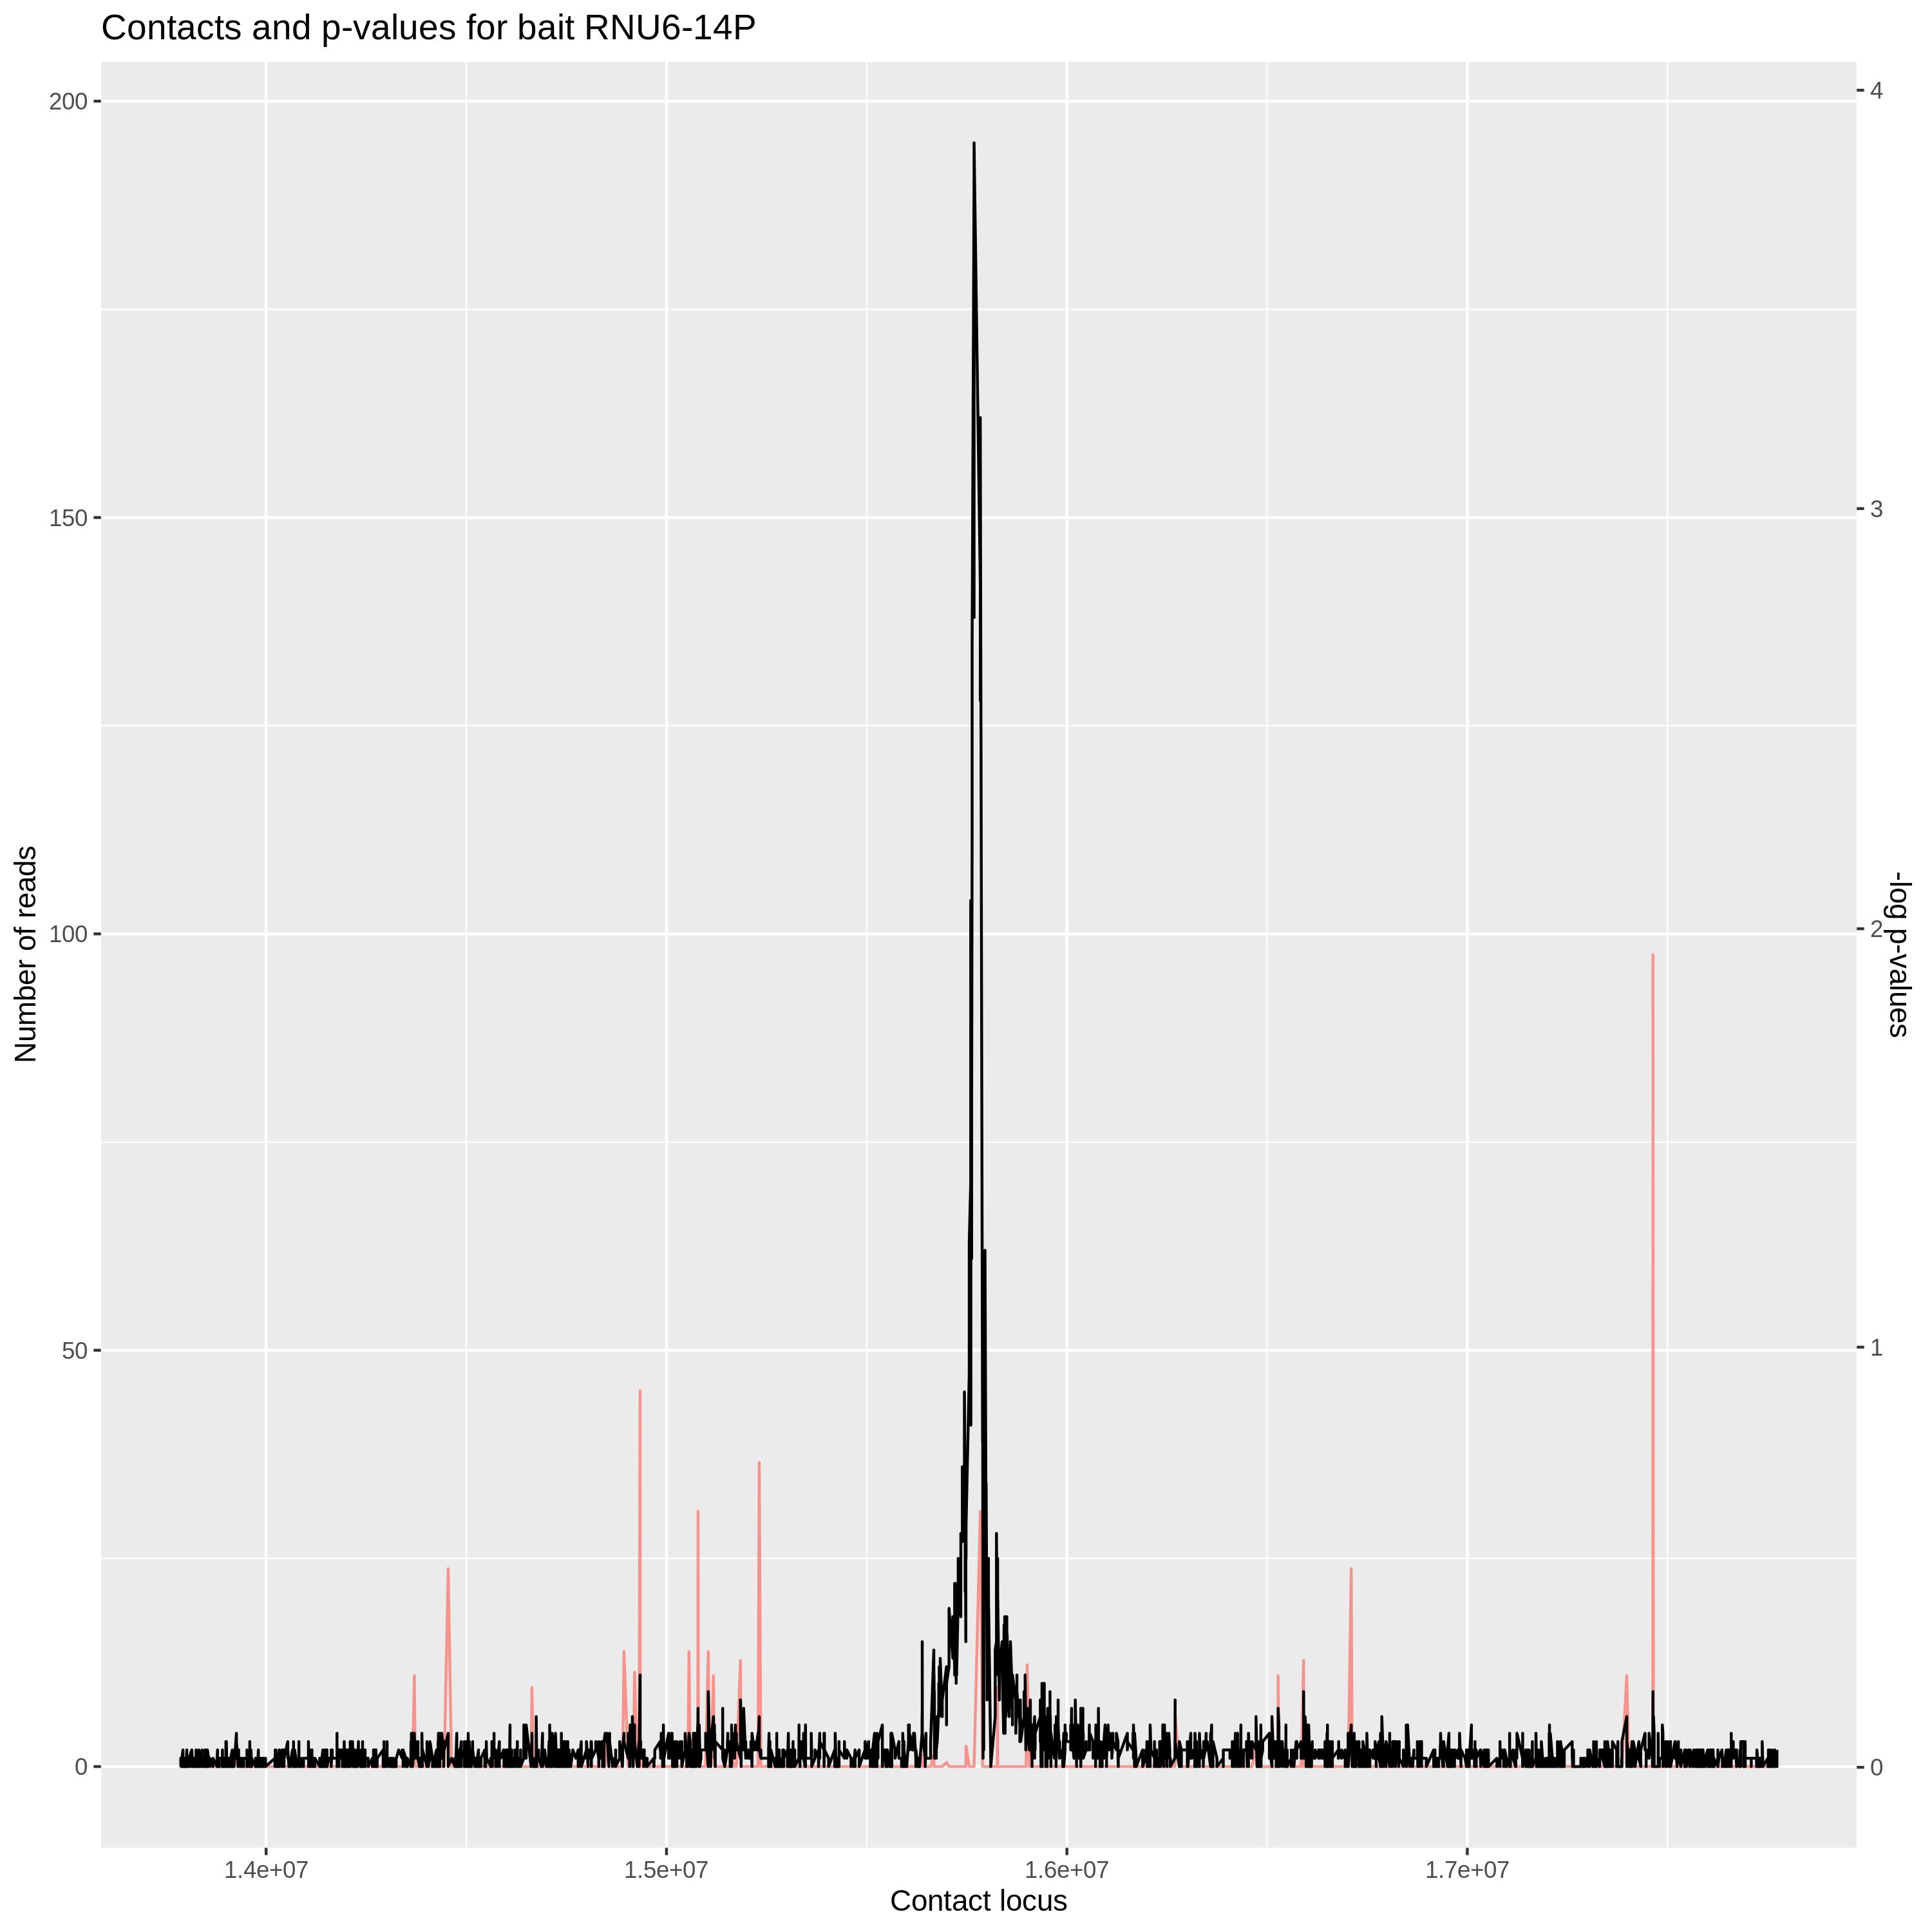 Contacts and p-values for bait RNU6-14P
200
150
100
50
0
4
3
2
1
0
Number of reads
-log p-values
1.4e+07
1.5e+07
1.6e+07
1.7e+07
Contact locus